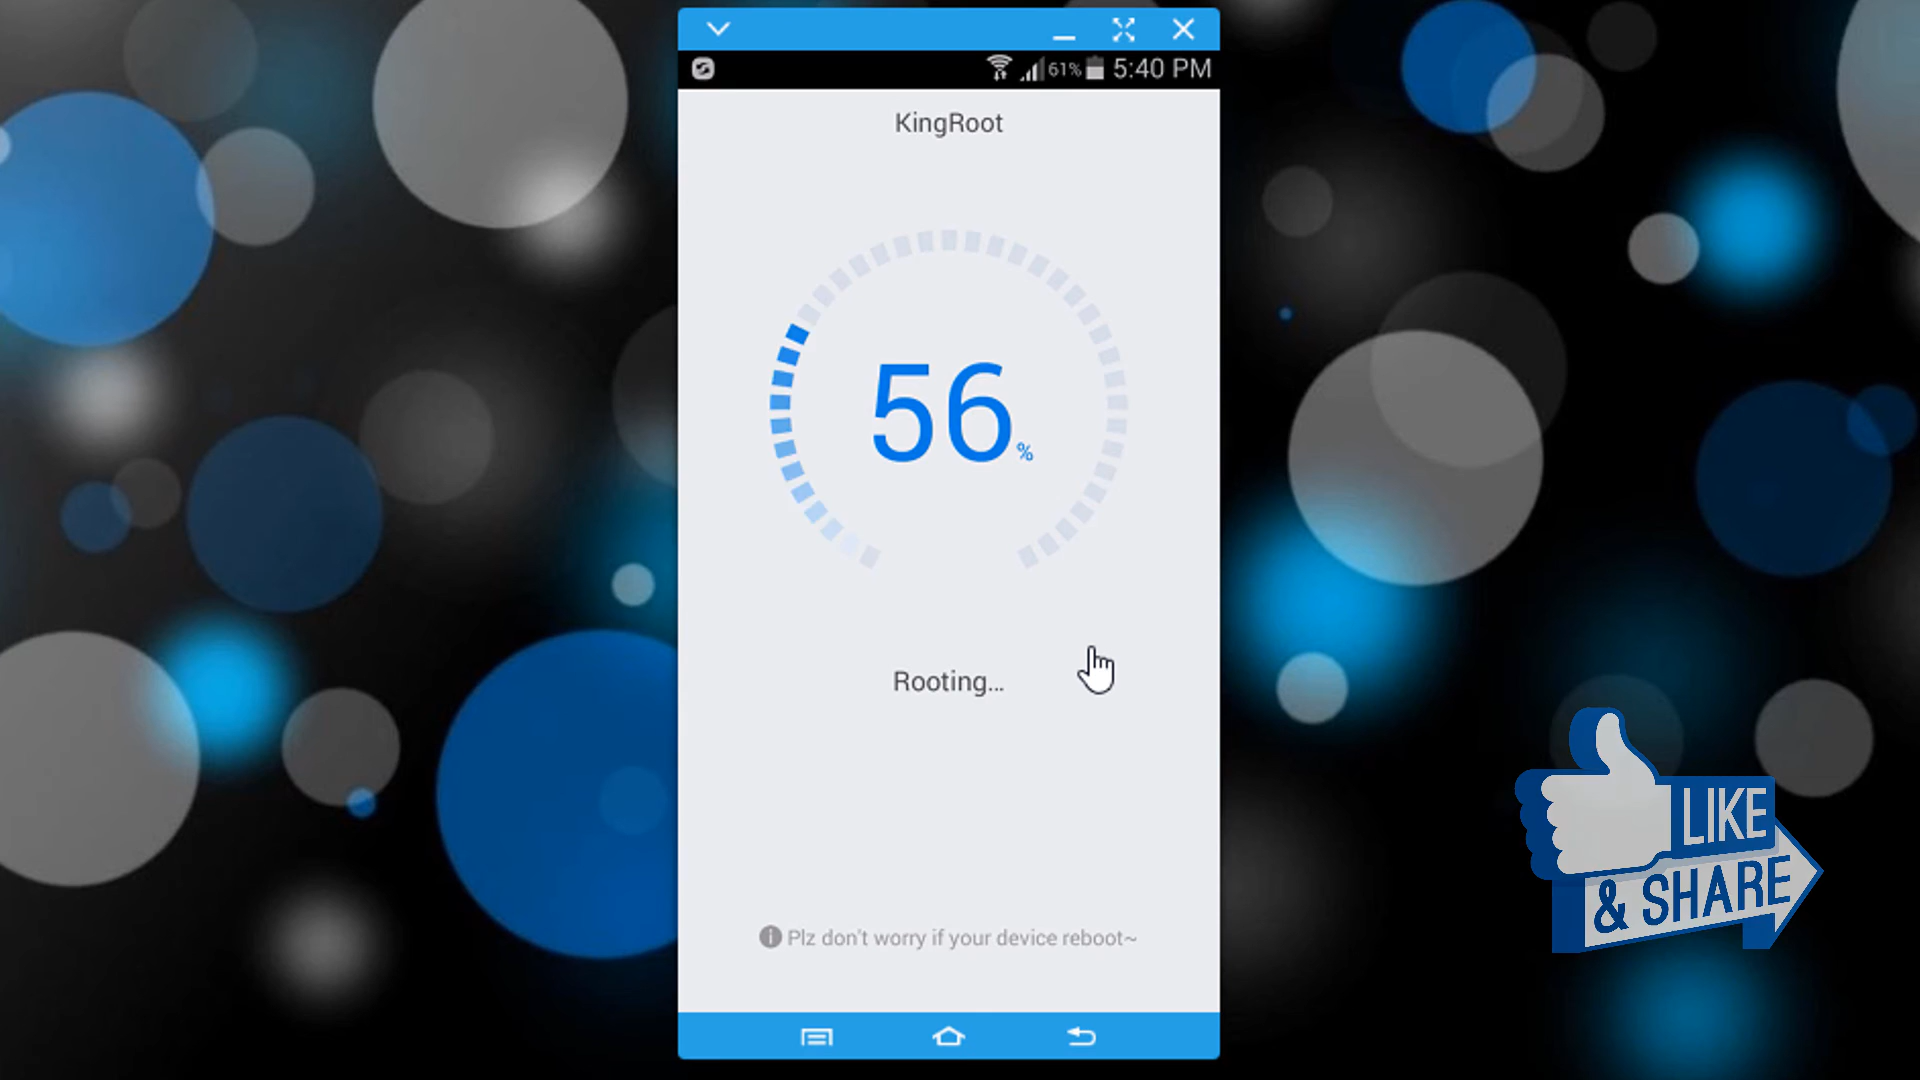 61% 5:40 PM
KingRoot
56%
Rooting...
Plz don't worry if your device reboot~
LIKE
& SHARE